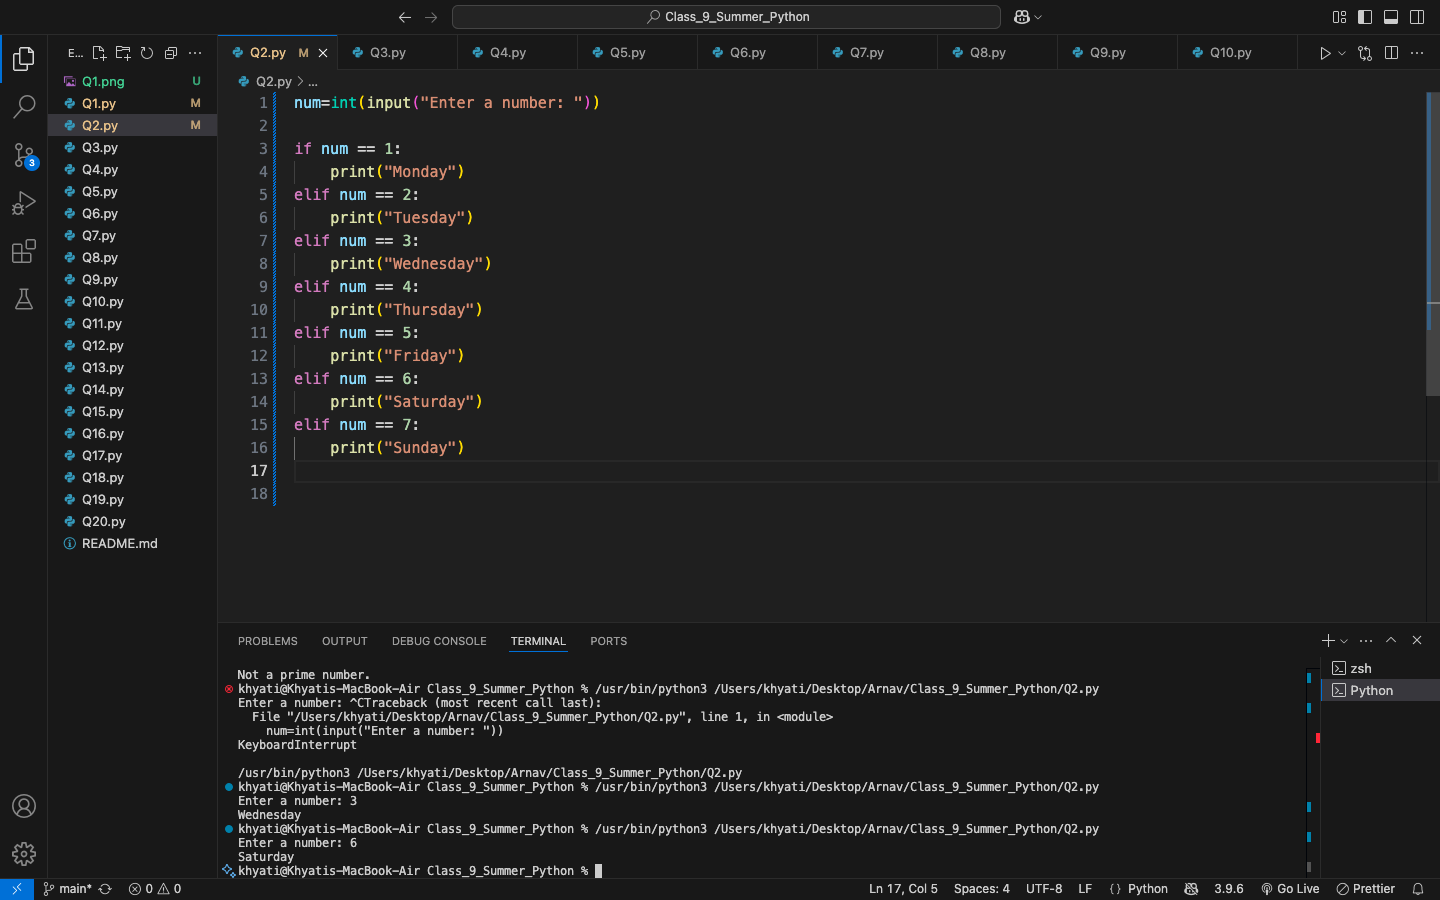 Class_9_Summer_Python
E...
Q2.py M
Q3.py
Q4.py
Q5.py
Q6.py
Q7.py
Q8.py
Q9.py
Q10.py
Q1.png U
Q1.py M
Q2.py M
Q3.py
Q4.py
Q5.py
Q6.py
Q7.py
Q8.py
Q9.py
Q10.py
Q11.py
Q12.py
Q13.py
Q14.py
Q15.py
Q16.py
Q17.py
Q18.py
Q19.py
Q20.py
README.md
3
Q2.py > ...
1 num=int(input("Enter a number: "))
2
3 if num == 1:
4 print("Monday")
5 elif num == 2:
6 print("Tuesday")
7 elif num == 3:
8 print("Wednesday")
9 elif num == 4:
10 print("Thursday")
11 elif num == 5:
12 print("Friday")
13 elif num == 6:
14 print("Saturday")
15 elif num == 7:
16 print("Sunday")
17
18
PROBLEMS OUTPUT DEBUG CONSOLE TERMINAL PORTS
Not a prime number.
khyati@Khyatis-MacBook-Air Class_9_Summer_Python % /usr/bin/python3 /Users/khyati/Desktop/Arnav/Class_9_Summer_Python/Q2.py
Enter a number: ^CTraceback (most recent call last):
File "/Users/khyati/Desktop/Arnav/Class_9_Summer_Python/Q2.py", line 1, in <module>
num=int(input("Enter a number: "))
KeyboardInterrupt
/usr/bin/python3 /Users/khyati/Desktop/Arnav/Class_9_Summer_Python/Q2.py
khyati@Khyatis-MacBook-Air Class_9_Summer_Python % /usr/bin/python3 /Users/khyati/Desktop/Arnav/Class_9_Summer_Python/Q2.py
Enter a number: 3
Wednesday
khyati@Khyatis-MacBook-Air Class_9_Summer_Python % /usr/bin/python3 /Users/khyati/Desktop/Arnav/Class_9_Summer_Python/Q2.py
Enter a number: 6
Saturday
khyati@Khyatis-MacBook-Air Class_9_Summer_Python %
zsh
Python
main* 0 0 Ln 17, Col 5 Spaces: 4 UTF-8 LF {} Python 3.9.6 Go Live Prettier